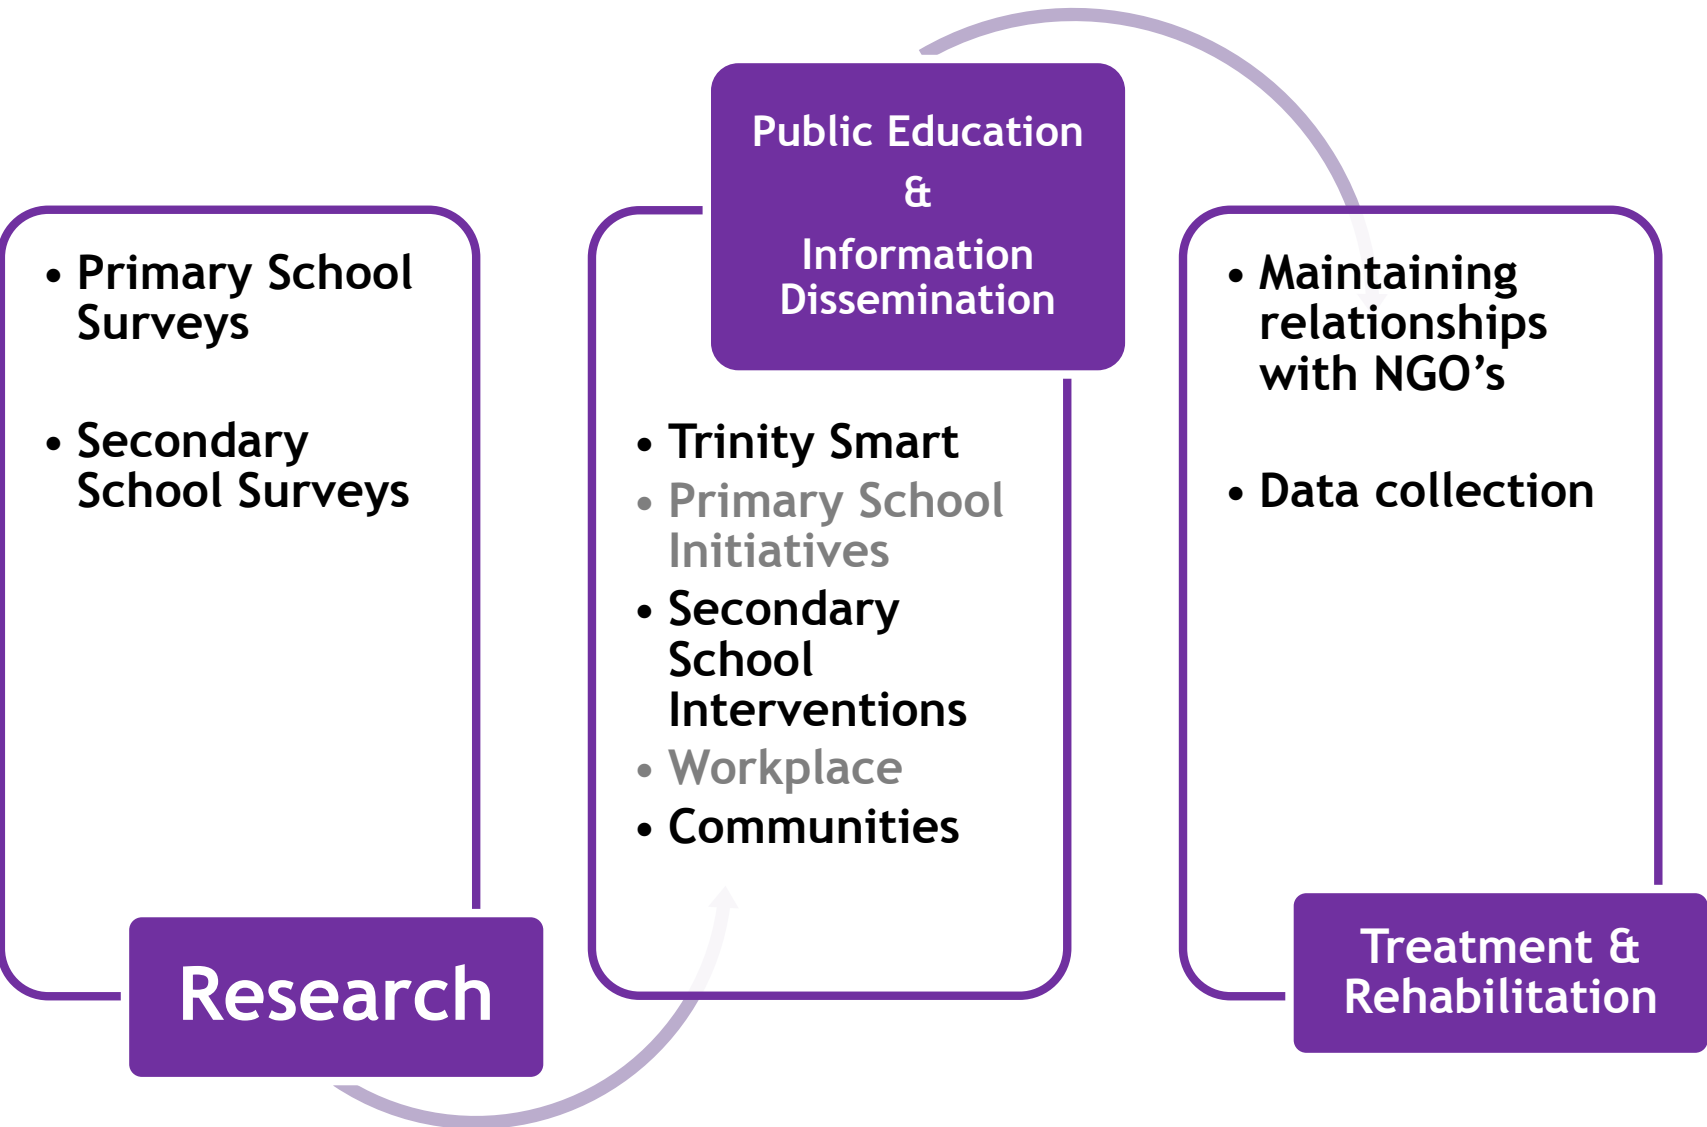 • Primary School
Surveys
• Secondary
School Surveys
Research
Public Education
&
Information
Dissemination
• Trinity Smart
• Primary School
Initiatives
• Secondary
School
Interventions
• Workplace
• Communities
• Maintaining
relationships
with NGO’s
• Data collection
Treatment &
Rehabilitation